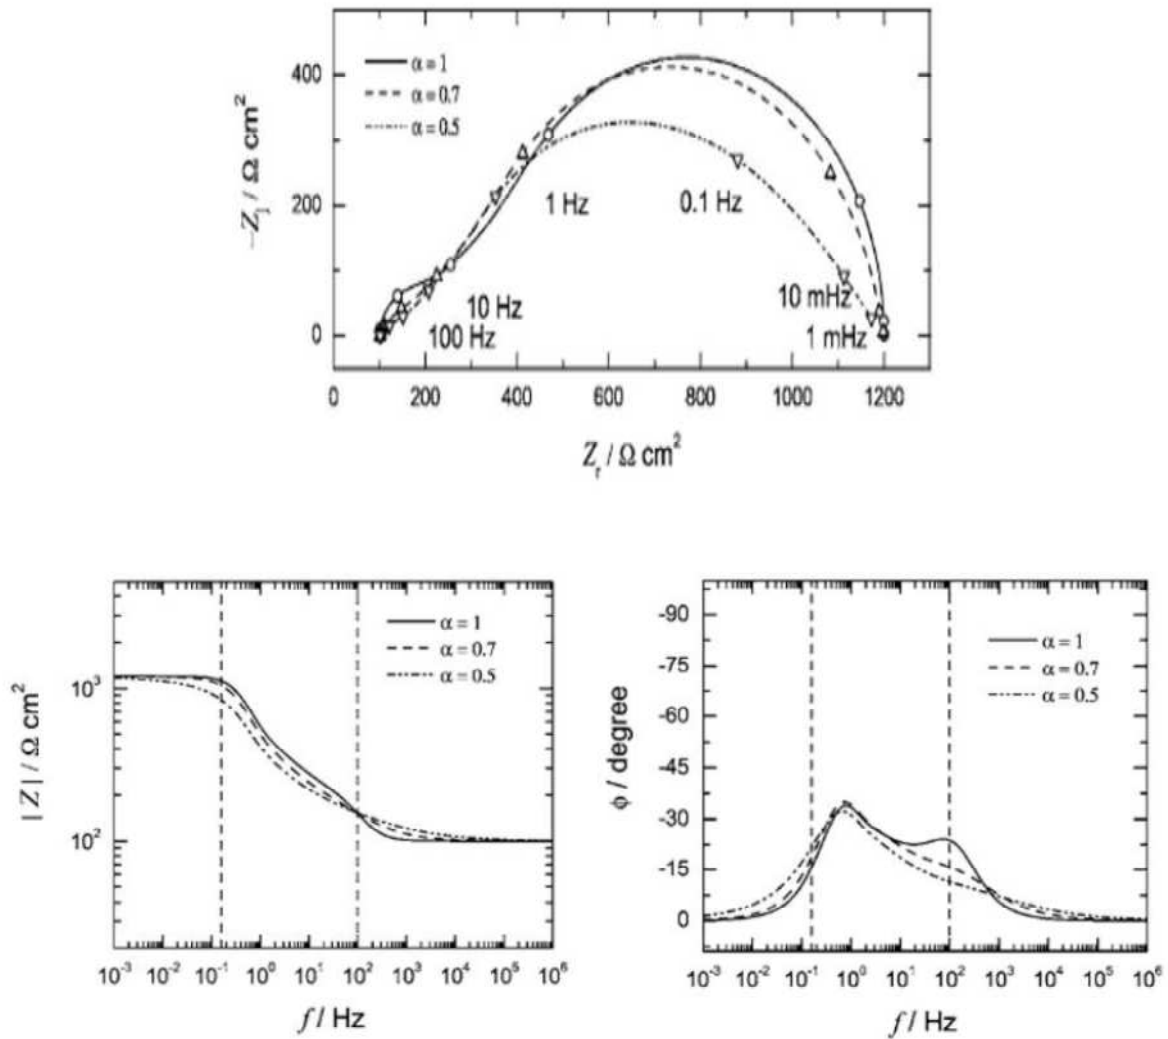 400
200
0
α = 1
α = 0.7
α = 0.5
1 Hz
0.1 Hz
10 Hz
100 Hz
10 mHz
1 mHz
0 200 400 600 800 1000 1200
-Zj / Ω cm²
Zr / Ω cm²
10³
10²
α = 1
α = 0.7
α = 0.5
| Z | / Ω cm²
10⁻³ 10⁻² 10⁻¹ 10⁰ 10¹ 10² 10³ 10⁴ 10⁵ 10⁶
f / Hz
-90
-75
-60
-45
-30
-15
0
α = 1
α = 0.7
α = 0.5
ϕ / degree
10⁻³ 10⁻² 10⁻¹ 10⁰ 10¹ 10² 10³ 10⁴ 10⁵ 10⁶
f / Hz